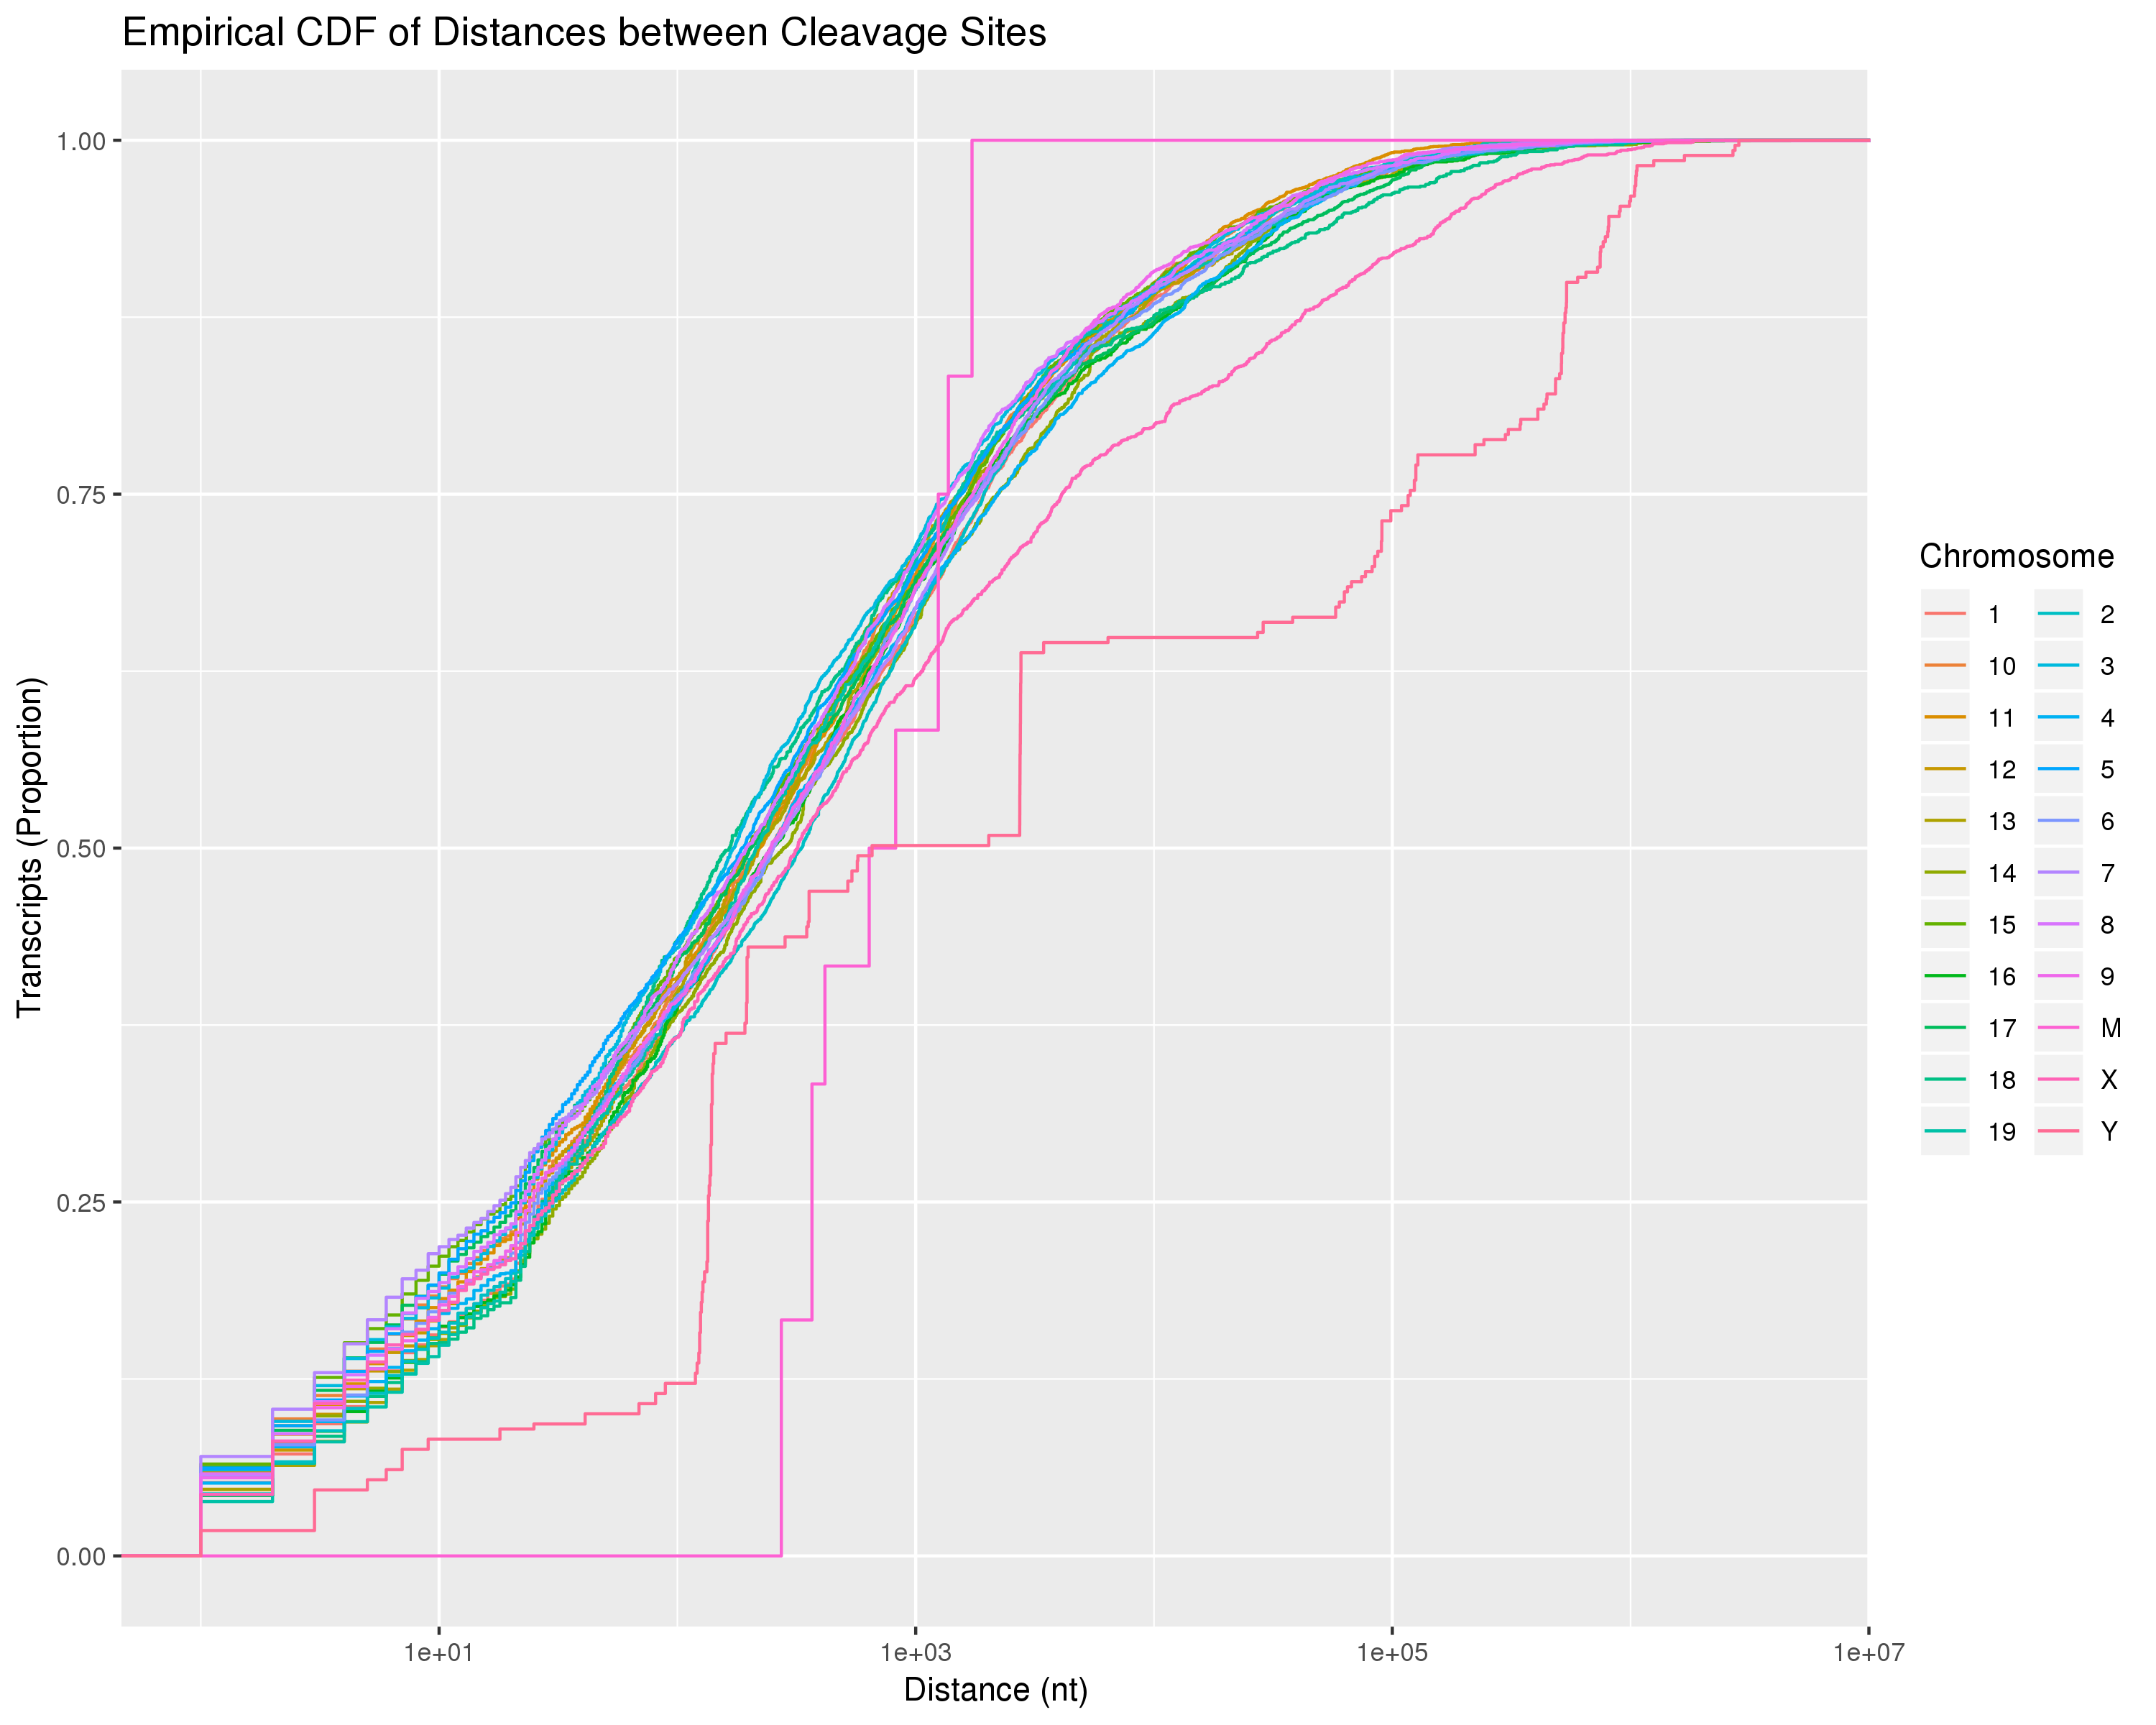 Empirical CDF of Distances between Cleavage Sites
Transcripts (Proportion)
1.00
0.75
0.50
0.25
0.00
1e+01 1e+03 1e+05 1e+07
Distance (nt)
Chromosome
1 2
10 3
11 4
12 5
13 6
14 7
15 8
16 9
17 M
18 X
19 Y